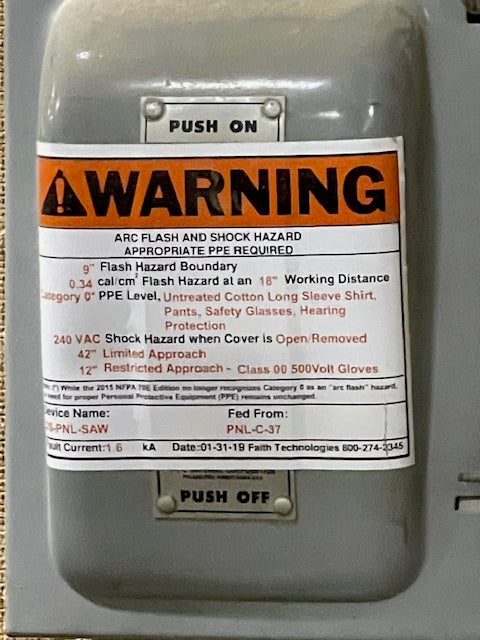 PUSH ON
WARNING
ARC FLASH AND SHOCK HAZARD
APPROPRIATE PPE REQUIRED
9" Flash Hazard Boundary
0.34 cal/cm² Flash Hazard at an 18" Working Distance
Category 0* PPE Level, Untreated Cotton Long Sleeve Shirt,
Pants, Safety Glasses, Hearing
Protection
240 VAC Shock Hazard when Cover is Open/Removed
42" Limited Approach
12" Restricted Approach - Class 00 500Volt Gloves
(*) While the 2015 NFPA 70E Edition no longer recognizes Category 0 as an "arc flash" hazard,
need for proper Personal Protective Equipment (PPE) remains unchanged.
Device Name: Fed From:
-PNL-SAW PNL-C-37
Fault Current:1.6 kA Date:01-31-19 Faith Technologies 800-274-2345
PHILADELPHIA
PUSH OFF